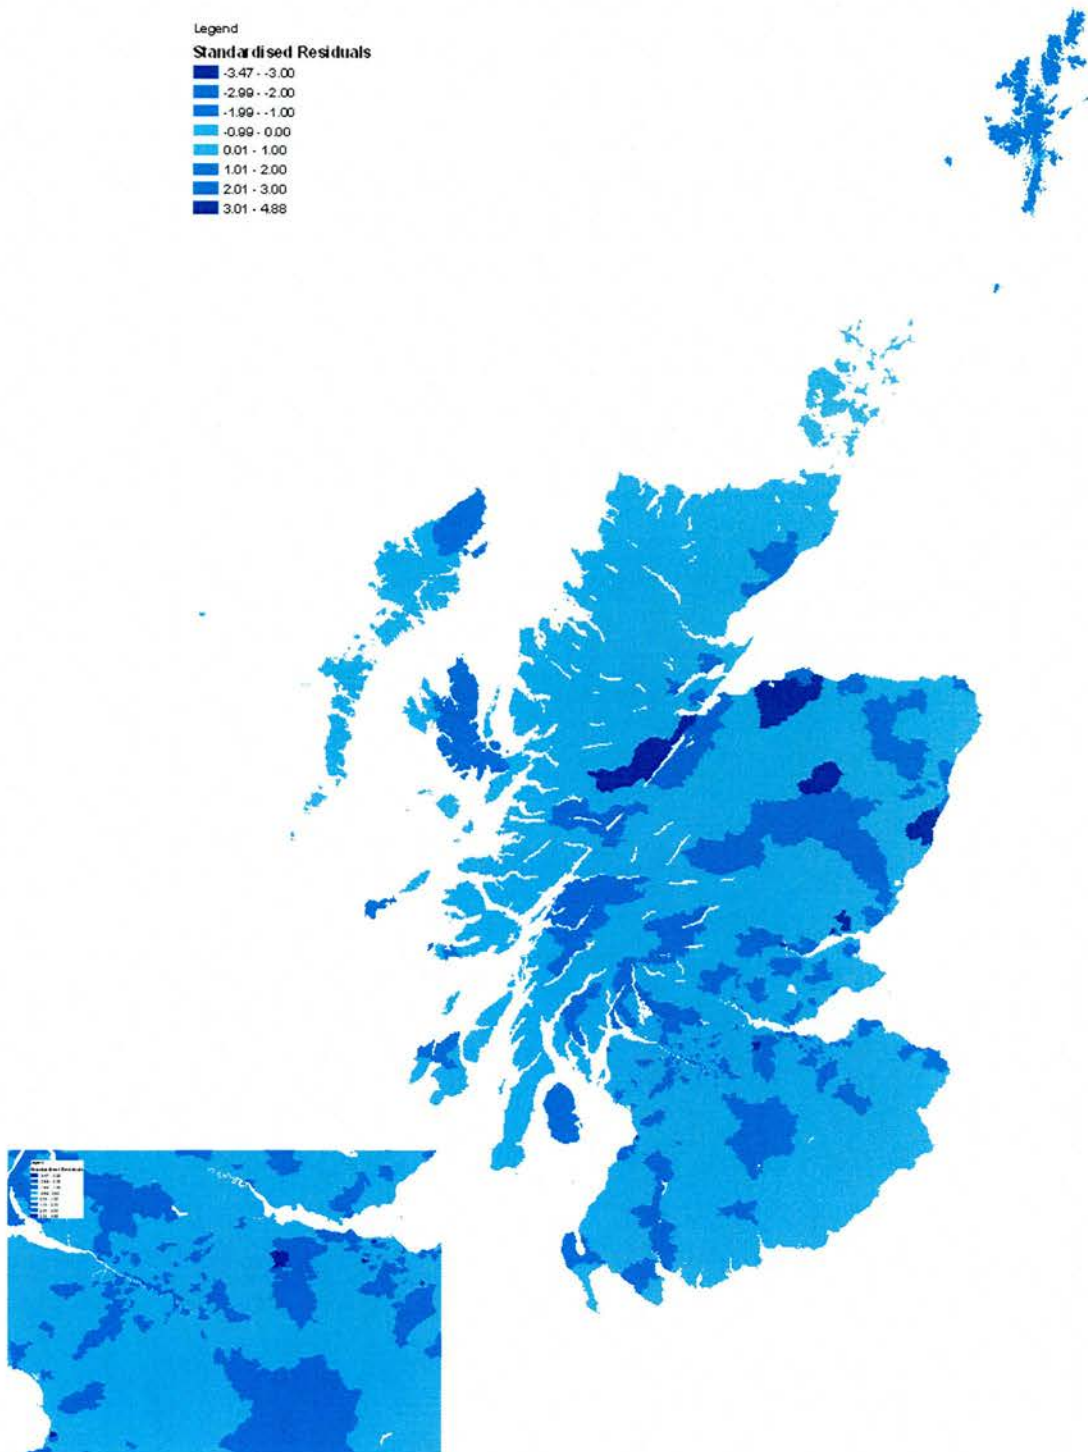 Legend
Standardised Residuals
-3.47 - -3.00
-2.99 - -2.00
-1.99 - -1.00
-0.99 - 0.00
0.01 - 1.00
1.01 - 2.00
2.01 - 3.00
3.01 - 4.88